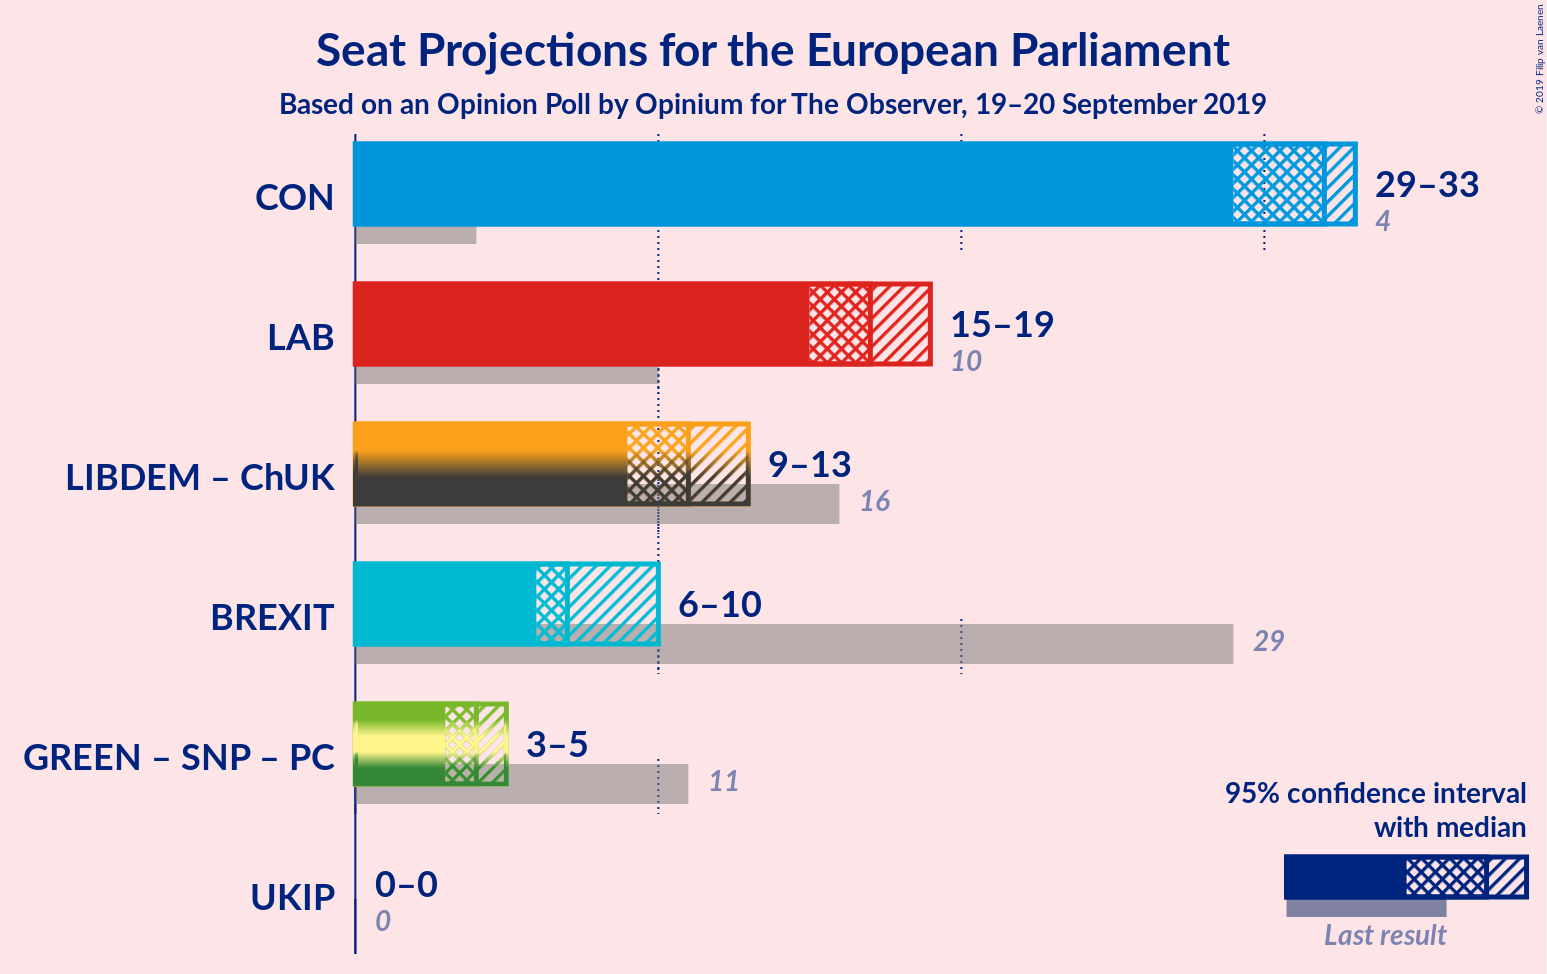 Seat Projections for the European Parliament
Based on an Opinion Poll by Opinium for The Observer, 19–20 September 2019
© 2019 Filip van Laenen
CON
29–33
4
LAB
15–19
10
LIBDEM – ChUK
9–13
16
BREXIT
6–10
29
GREEN – SNP – PC
3–5
11
UKIP
0–0
0
95% confidence interval
with median
Last result